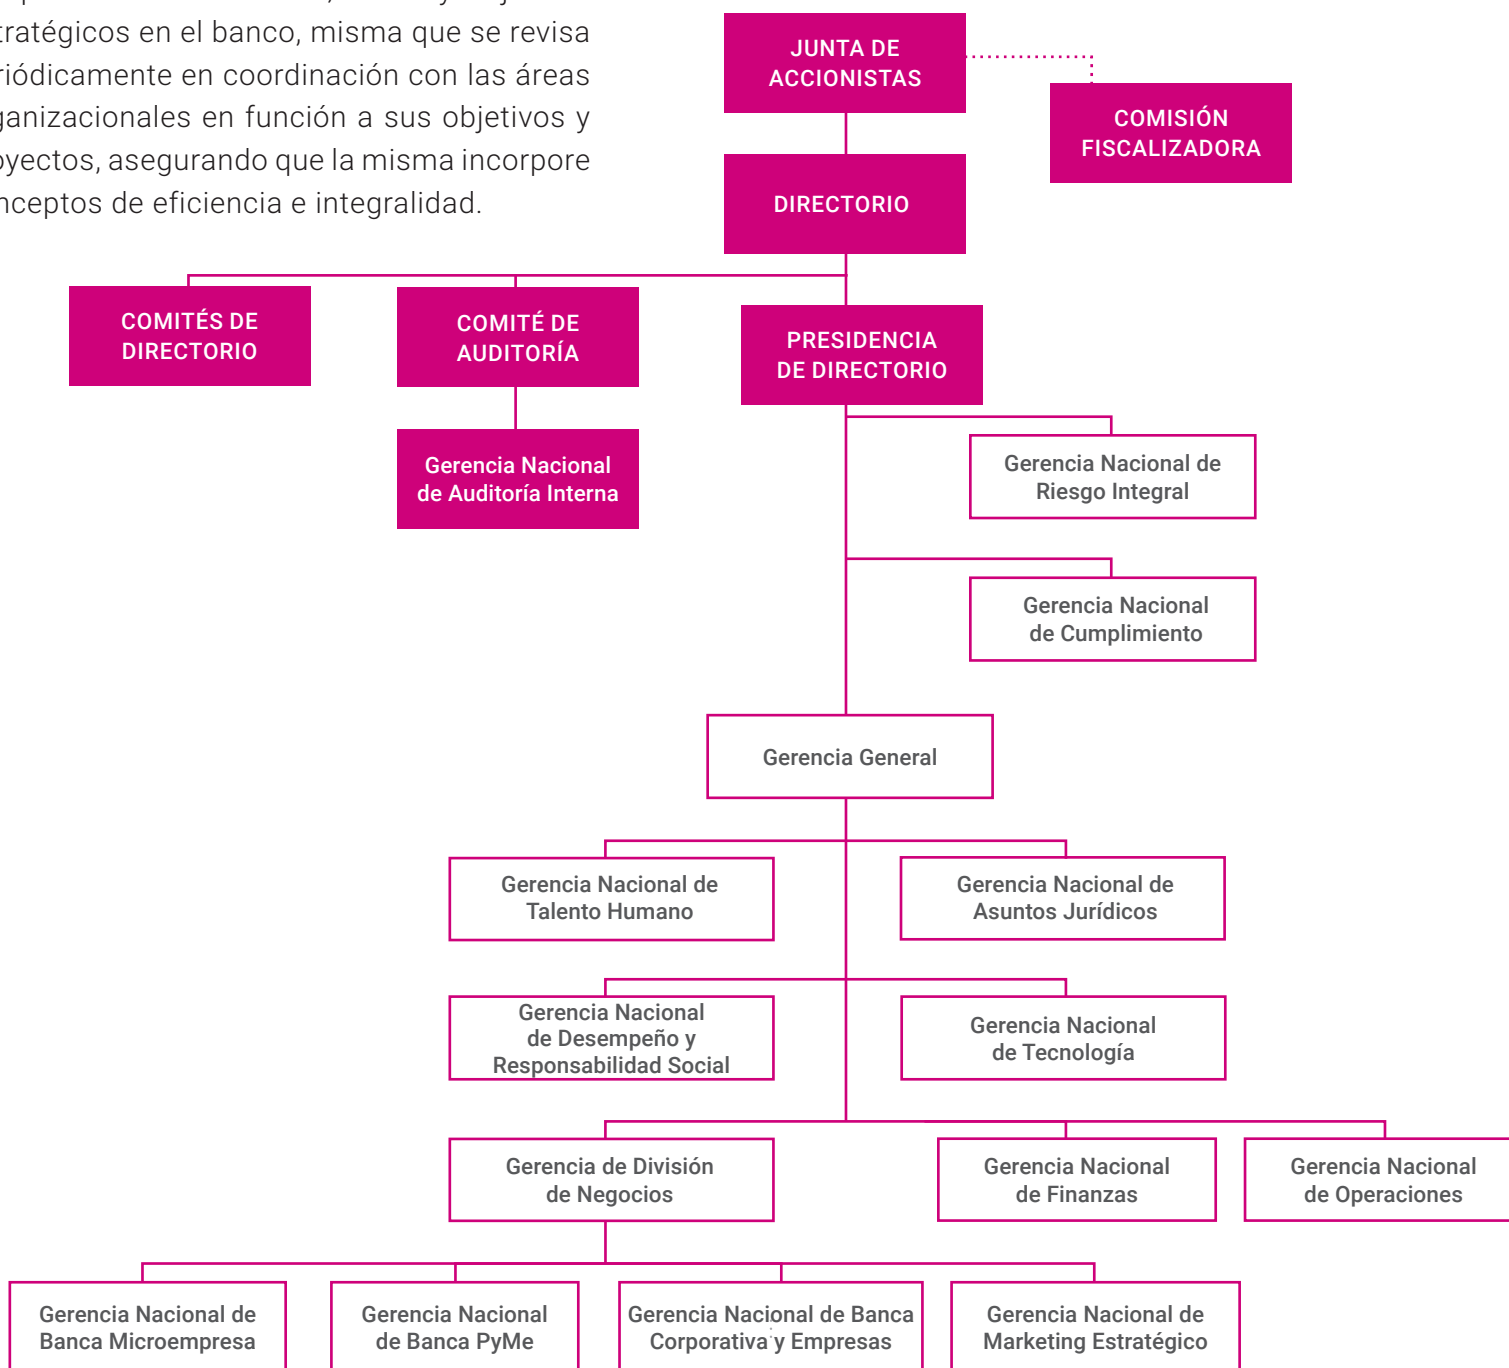 tratégicos en el banco, misma que se revisa
riódicamente en coordinación con las áreas
ganizacionales en función a sus objetivos y
oyectos, asegurando que la misma incorpore
nceptos de eficiencia e integralidad.
JUNTA DE
ACCIONISTAS
COMISIÓN
FISCALIZADORA
DIRECTORIO
COMITÉS DE
DIRECTORIO
COMITÉ DE
AUDITORÍA
PRESIDENCIA
DE DIRECTORIO
Gerencia Nacional
de Auditoría Interna
Gerencia Nacional de
Riesgo Integral
Gerencia Nacional
de Cumplimiento
Gerencia General
Gerencia Nacional de
Talento Humano
Gerencia Nacional de
Asuntos Jurídicos
Gerencia Nacional
de Desempeño y
Responsabilidad Social
Gerencia Nacional
de Tecnología
Gerencia de División
de Negocios
Gerencia Nacional
de Finanzas
Gerencia Nacional
de Operaciones
Gerencia Nacional de
Banca Microempresa
Gerencia Nacional
de Banca PyMe
Gerencia Nacional de Banca
Corporativa y Empresas
Gerencia Nacional de
Marketing Estratégico